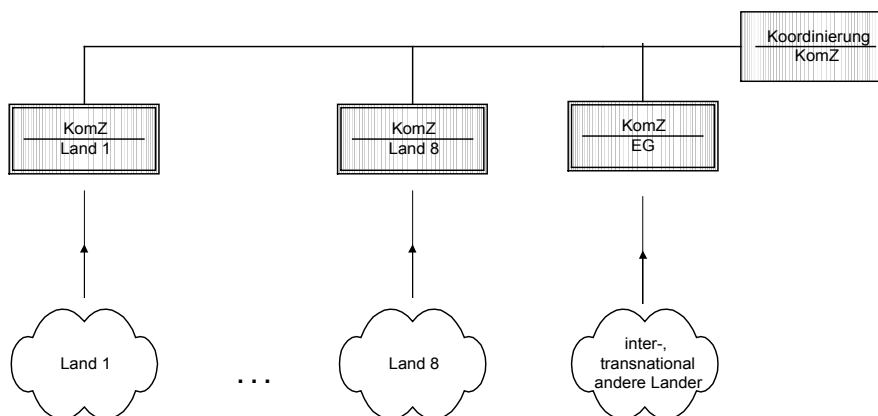 Koordinierung
KomZ
KomZ
Land 1
KomZ
Land 8
KomZ
EG
Land 1
. . .
Land 8
inter-,
transnational
andere Lander